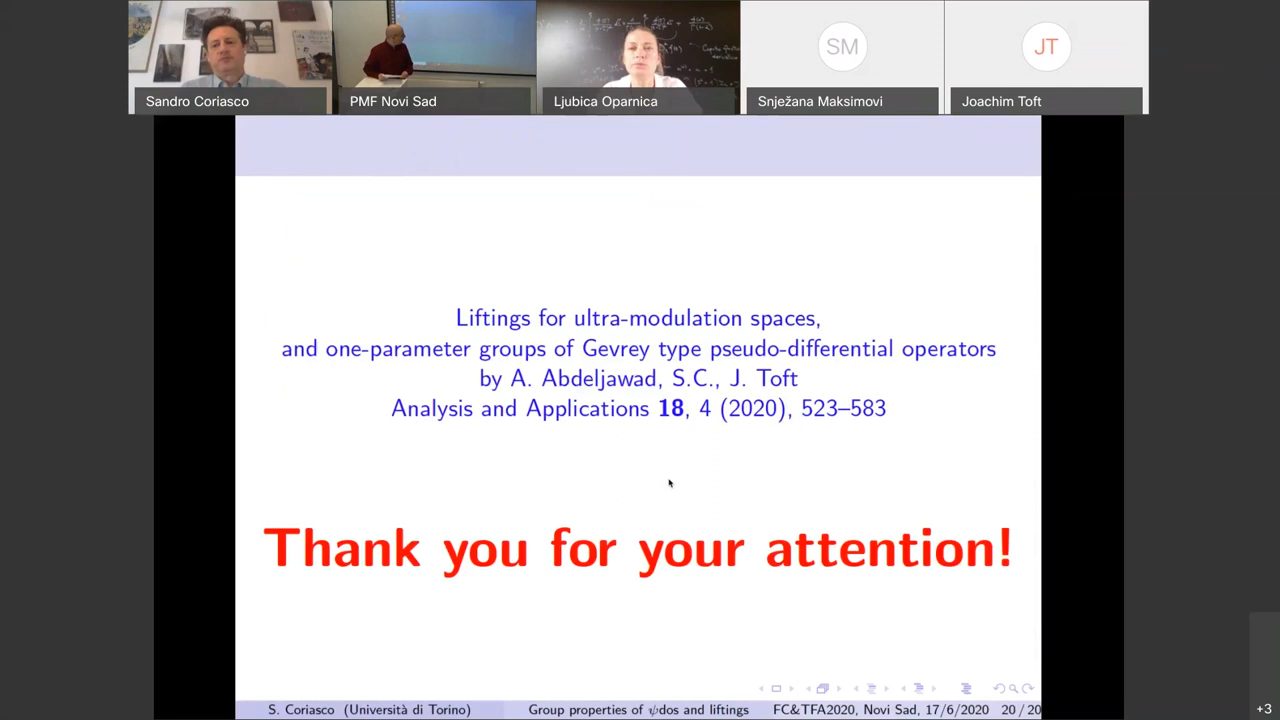 SM
JT
Sandro Coriasco
PMF Novi Sad
Ljubica Oparnica
Snježana Maksimovi
Joachim Toft
Liftings for ultra-modulation spaces,
and one-parameter groups of Gevrey type pseudo-differential operators
by A. Abdeljawad, S.C., J. Toft
Analysis and Applications 18, 4 (2020), 523–583
Thank you for your attention!
S. Coriasco (Università di Torino)
Group properties of ψdos and liftings
FC&TFA2020, Novi Sad, 17/6/2020
20 / 20
+3